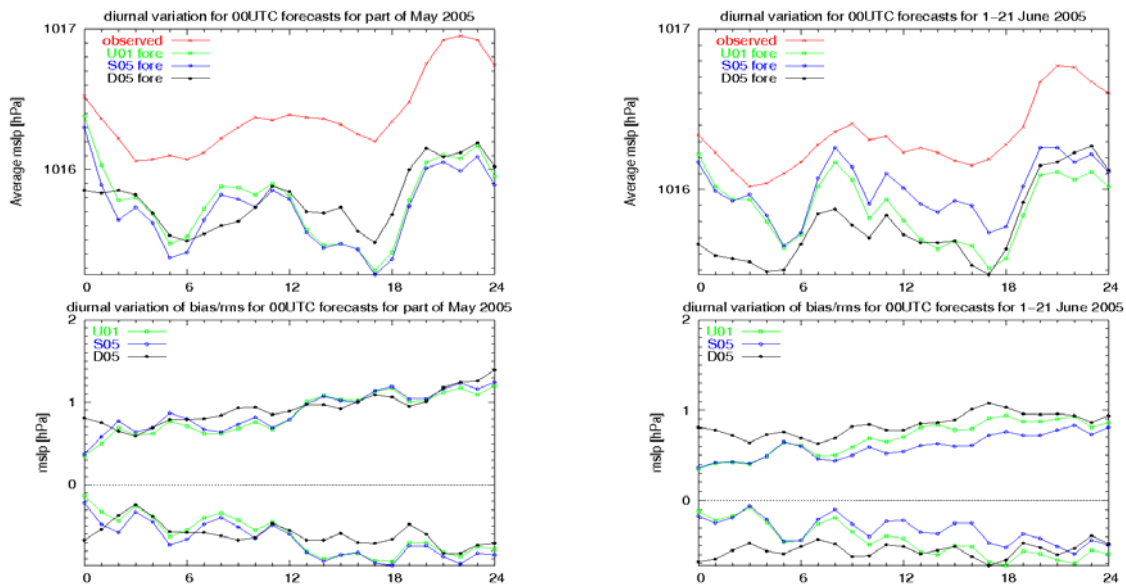 diurnal variation for 00UTC forecasts for part of May 2005
1017
1016
Average mslp [hPa]
observed
U01 fore
S05 fore
D05 fore
0 6 12 18 24
diurnal variation for 00UTC forecasts for 1-21 June 2005
1017
1016
Average mslp [hPa]
observed
U01 fore
S05 fore
D05 fore
0 6 12 18 24
diurnal variation of bias/rms for 00UTC forecasts for part of May 2005
2
1
0
mslp [hPa]
U01
S05
D05
0 6 12 18 24
diurnal variation of bias/rms for 00UTC forecasts for 1-21 June 2005
2
1
0
mslp [hPa]
U01
S05
D05
0 6 12 18 24